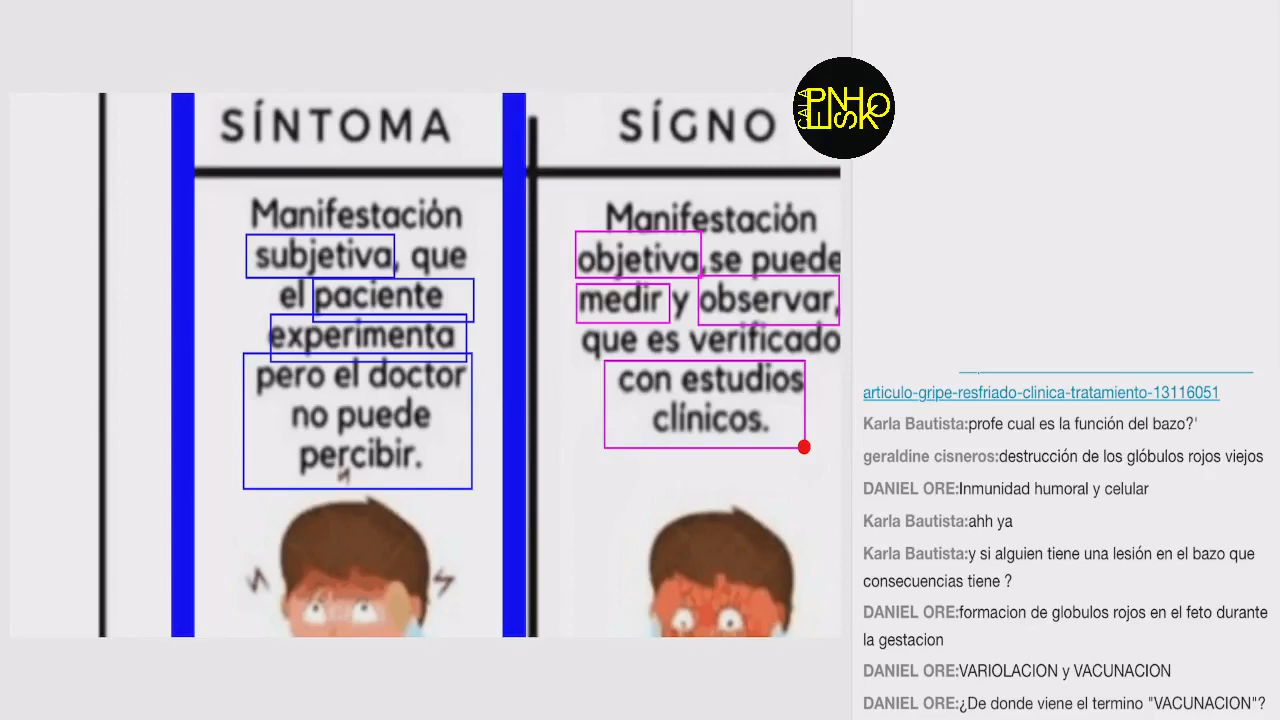 SÍNTOMA
Manifestación
subjetiva, que
el paciente
experimenta
pero el doctor
no puede
percibir.
SÍGNO
Manifestación
objetiva, se puede
medir y observar,
que es verificado
con estudios
clínicos.
articulo-gripe-resfriado-clinica-tratamiento-13116051
Karla Bautista:profe cual es la función del bazo?'
geraldine cisneros:destrucción de los glóbulos rojos viejos
DANIEL ORE:Inmunidad humoral y celular
Karla Bautista:ahh ya
Karla Bautista:y si alguien tiene una lesión en el bazo que
consecuencias tiene ?
DANIEL ORE:formacion de globulos rojos en el feto durante
la gestacion
DANIEL ORE:VARIOLACION y VACUNACION
DANIEL ORE:¿De donde viene el termino "VACUNACION"?